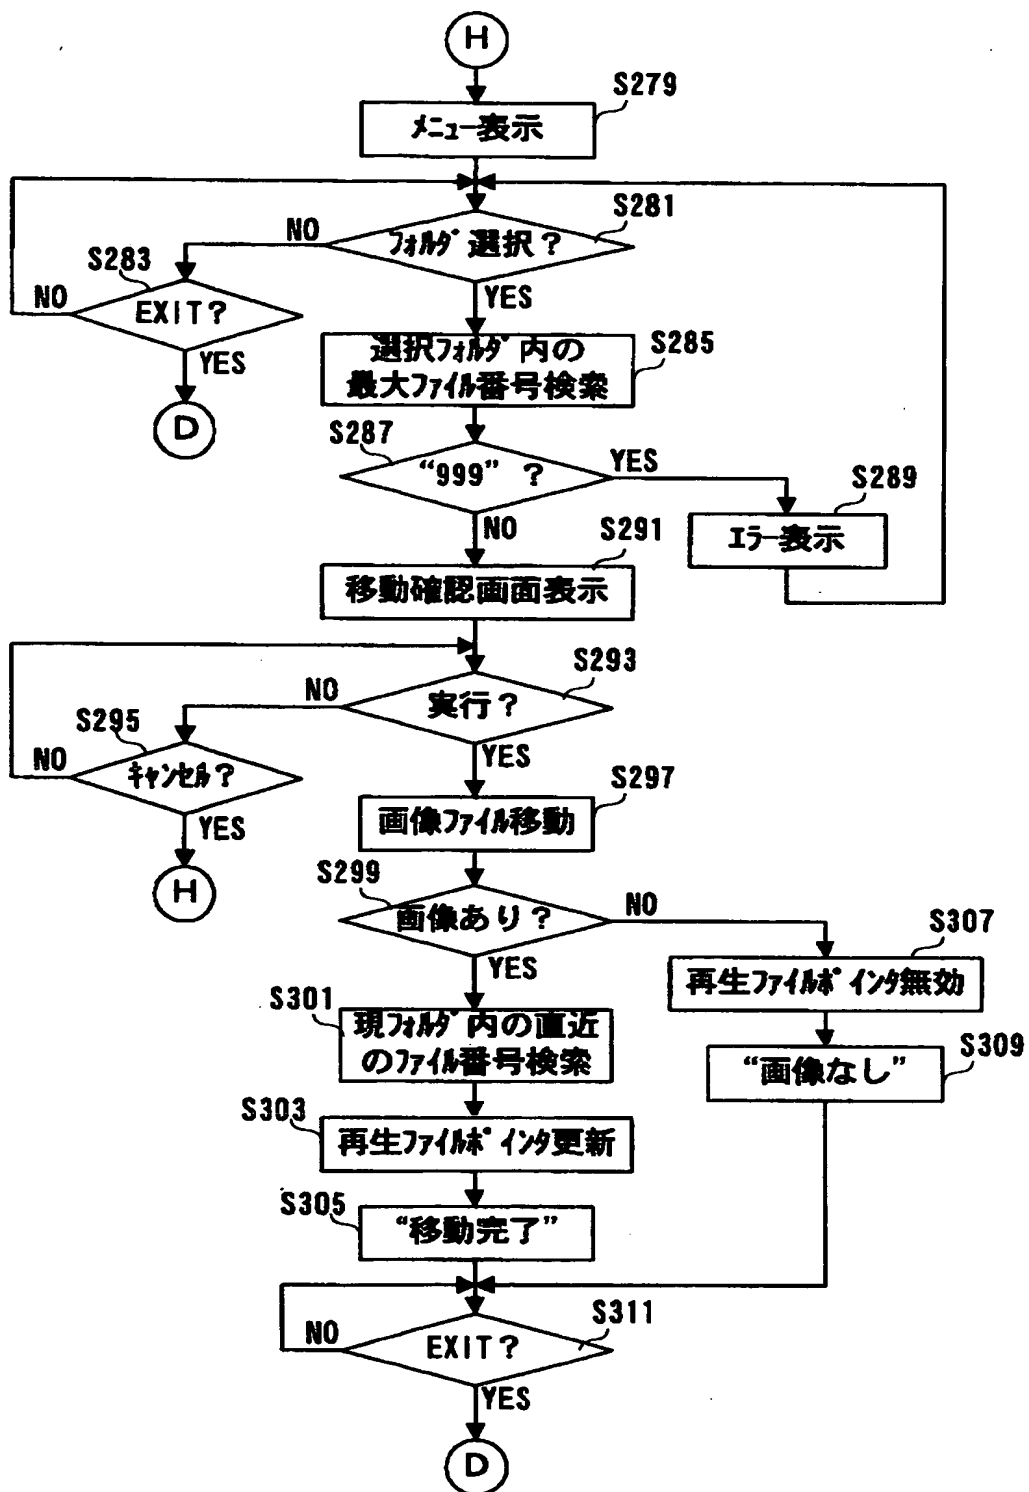 H
S279
メニュー表示
S281
フォルダ選択？
NO
YES
S283
EXIT？
NO
YES
D
選択フォルダ内の
最大ファイル番号検索
S285
S287
“999” ？
YES
NO
S289
エラー表示
S291
移動確認画面表示
S293
実行？
NO
YES
S295
キャンセル？
NO
YES
H
S297
画像ファイル移動
S299
画像あり？
NO
YES
S307
再生ファイルポインタ無効
S301
現フォルダ内の直近
のファイル番号検索
S309
“画像なし”
S303
再生ファイルポインタ更新
S305
“移動完了”
S311
EXIT？
NO
YES
D